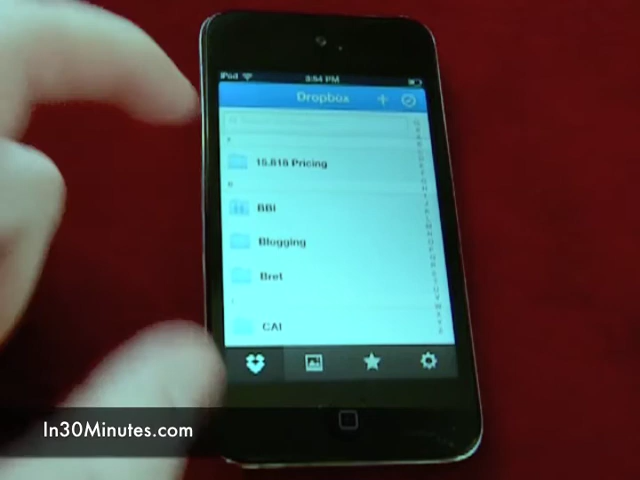 iPod 3:54 PM
Dropbox
15.818 Pricing
B
BBI
Blogging
Bret
CAI
In30Minutes.com